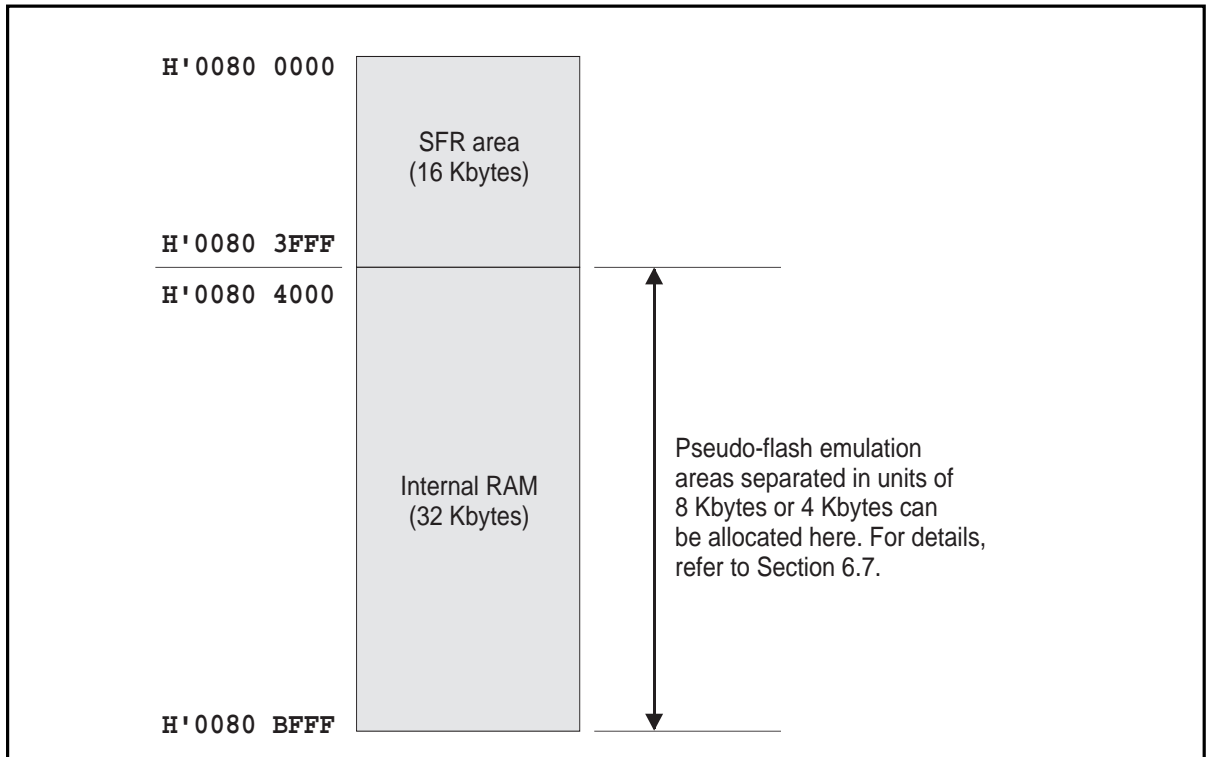 H'0080 0000
SFR area
(16 Kbytes)
H'0080 3FFF
H'0080 4000
Pseudo-flash emulation
areas separated in units of
8 Kbytes or 4 Kbytes can
be allocated here. For details,
refer to Section 6.7.
Internal RAM
(32 Kbytes)
H'0080 BFFF